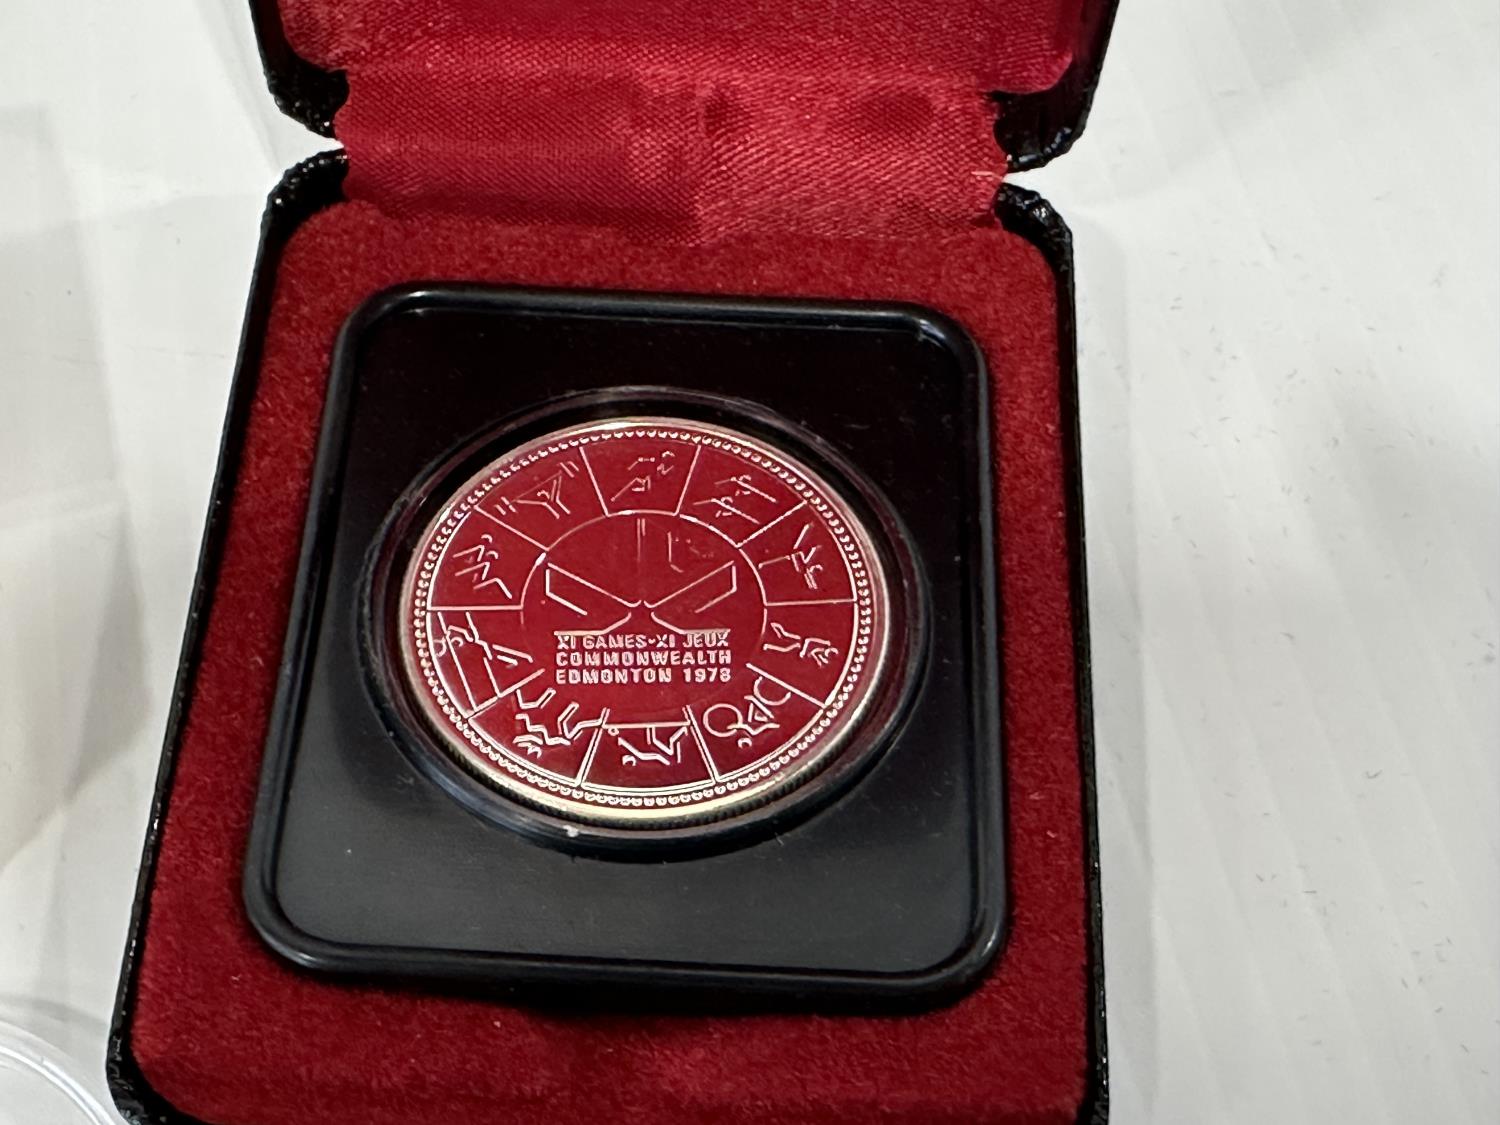 XI GAMES-XI JEUX
COMMONWEALTH
EDMONTON 1978